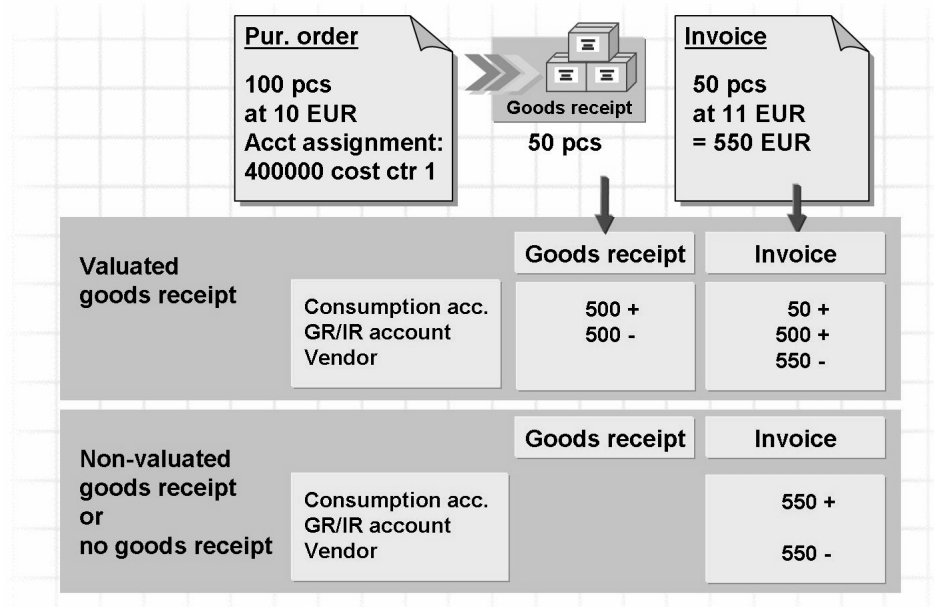 Pur. order
100 pcs
at 10 EUR
Acct assignment:
400000 cost ctr 1
Goods receipt
50 pcs
Invoice
50 pcs
at 11 EUR
= 550 EUR
Valuated
goods receipt
Goods receipt
Invoice
Consumption acc.
GR/IR account
Vendor
500 +
500 -
50 +
500 +
550 -
Non-valuated
goods receipt
or
no goods receipt
Goods receipt
Invoice
Consumption acc.
GR/IR account
Vendor
550 +
550 -